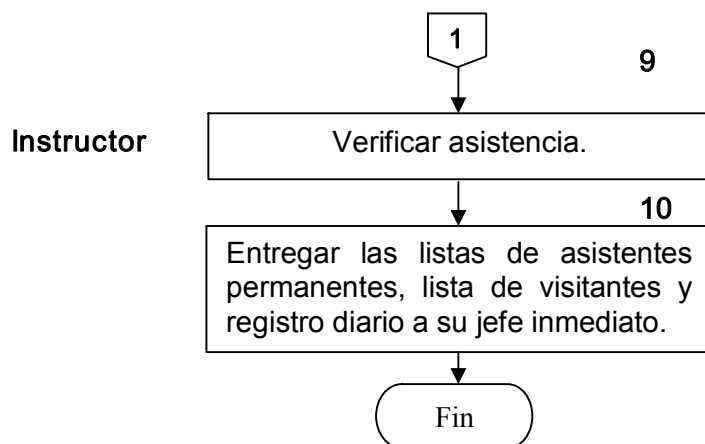 1
9
Instructor
Verificar asistencia.
10
Entregar las listas de asistentes
permanentes, lista de visitantes y
registro diario a su jefe inmediato.
Fin